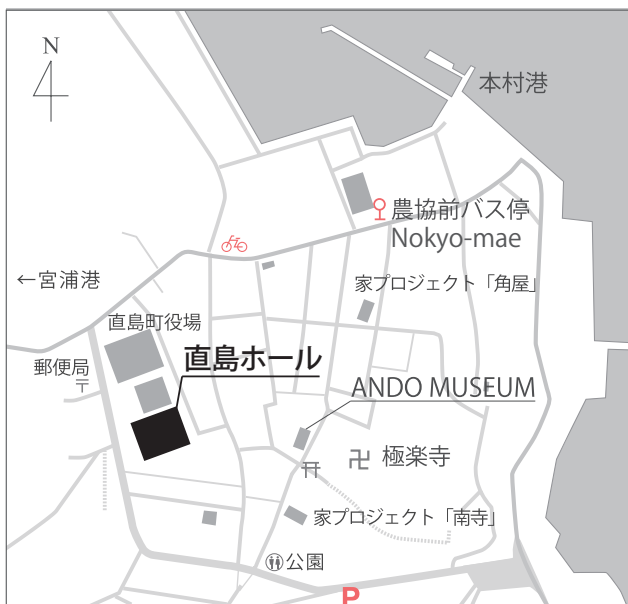 N
本村港
農協前バス停
Nokyo-mae
←宮浦港
家プロジェクト「角屋」
直島町役場
直島ホール
郵便局
〒
ANDO MUSEUM
卍 極楽寺
家プロジェクト「南寺」
公園
P